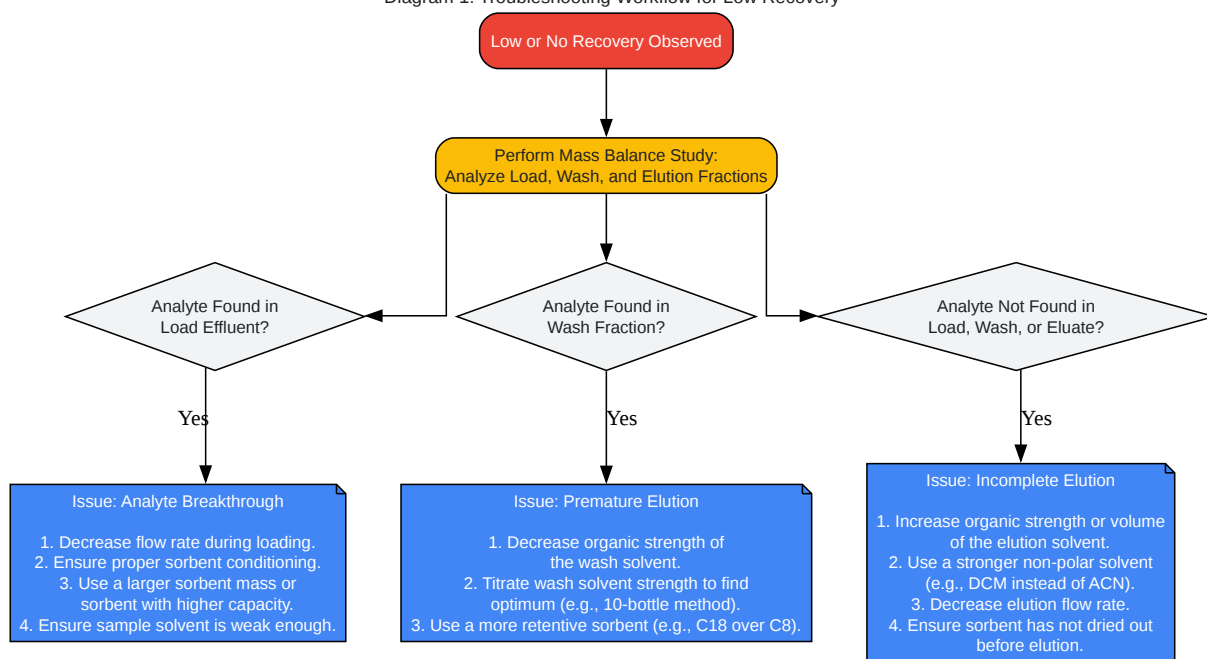 Diagram 1: Troubleshooting Workflow for Low Recovery
Low or No Recovery Observed
Perform Mass Balance Study:
Analyze Load, Wash, and Elution Fractions
Analyte Found in
Load Effluent?
Analyte Found in
Wash Fraction?
Analyte Not Found in
Load, Wash, or Eluate?
Yes
Yes
Yes
Issue: Analyte Breakthrough
1. Decrease flow rate during loading.
2. Ensure proper sorbent conditioning.
3. Use a larger sorbent mass or
sorbent with higher capacity.
4. Ensure sample solvent is weak enough.
Issue: Premature Elution
1. Decrease organic strength of
the wash solvent.
2. Titrate wash solvent strength to find
optimum (e.g., 10-bottle method).
3. Use a more retentive sorbent (e.g., C18 over C8).
Issue: Incomplete Elution
1. Increase organic strength or volume
of the elution solvent.
2. Use a stronger non-polar solvent
(e.g., DCM instead of ACN).
3. Decrease elution flow rate.
4. Ensure sorbent has not dried out
before elution.